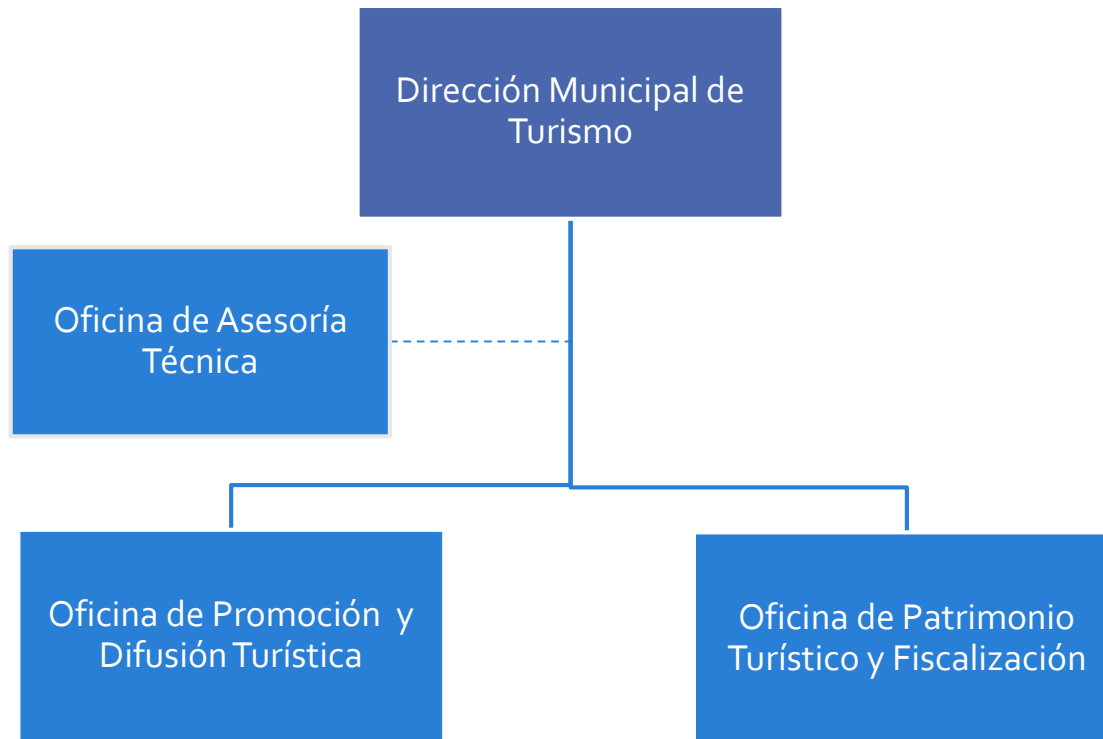 Dirección Municipal de
Turismo
Oficina de Asesoría
Técnica
Oficina de Promoción y
Difusión Turística
Oficina de Patrimonio
Turístico y Fiscalización